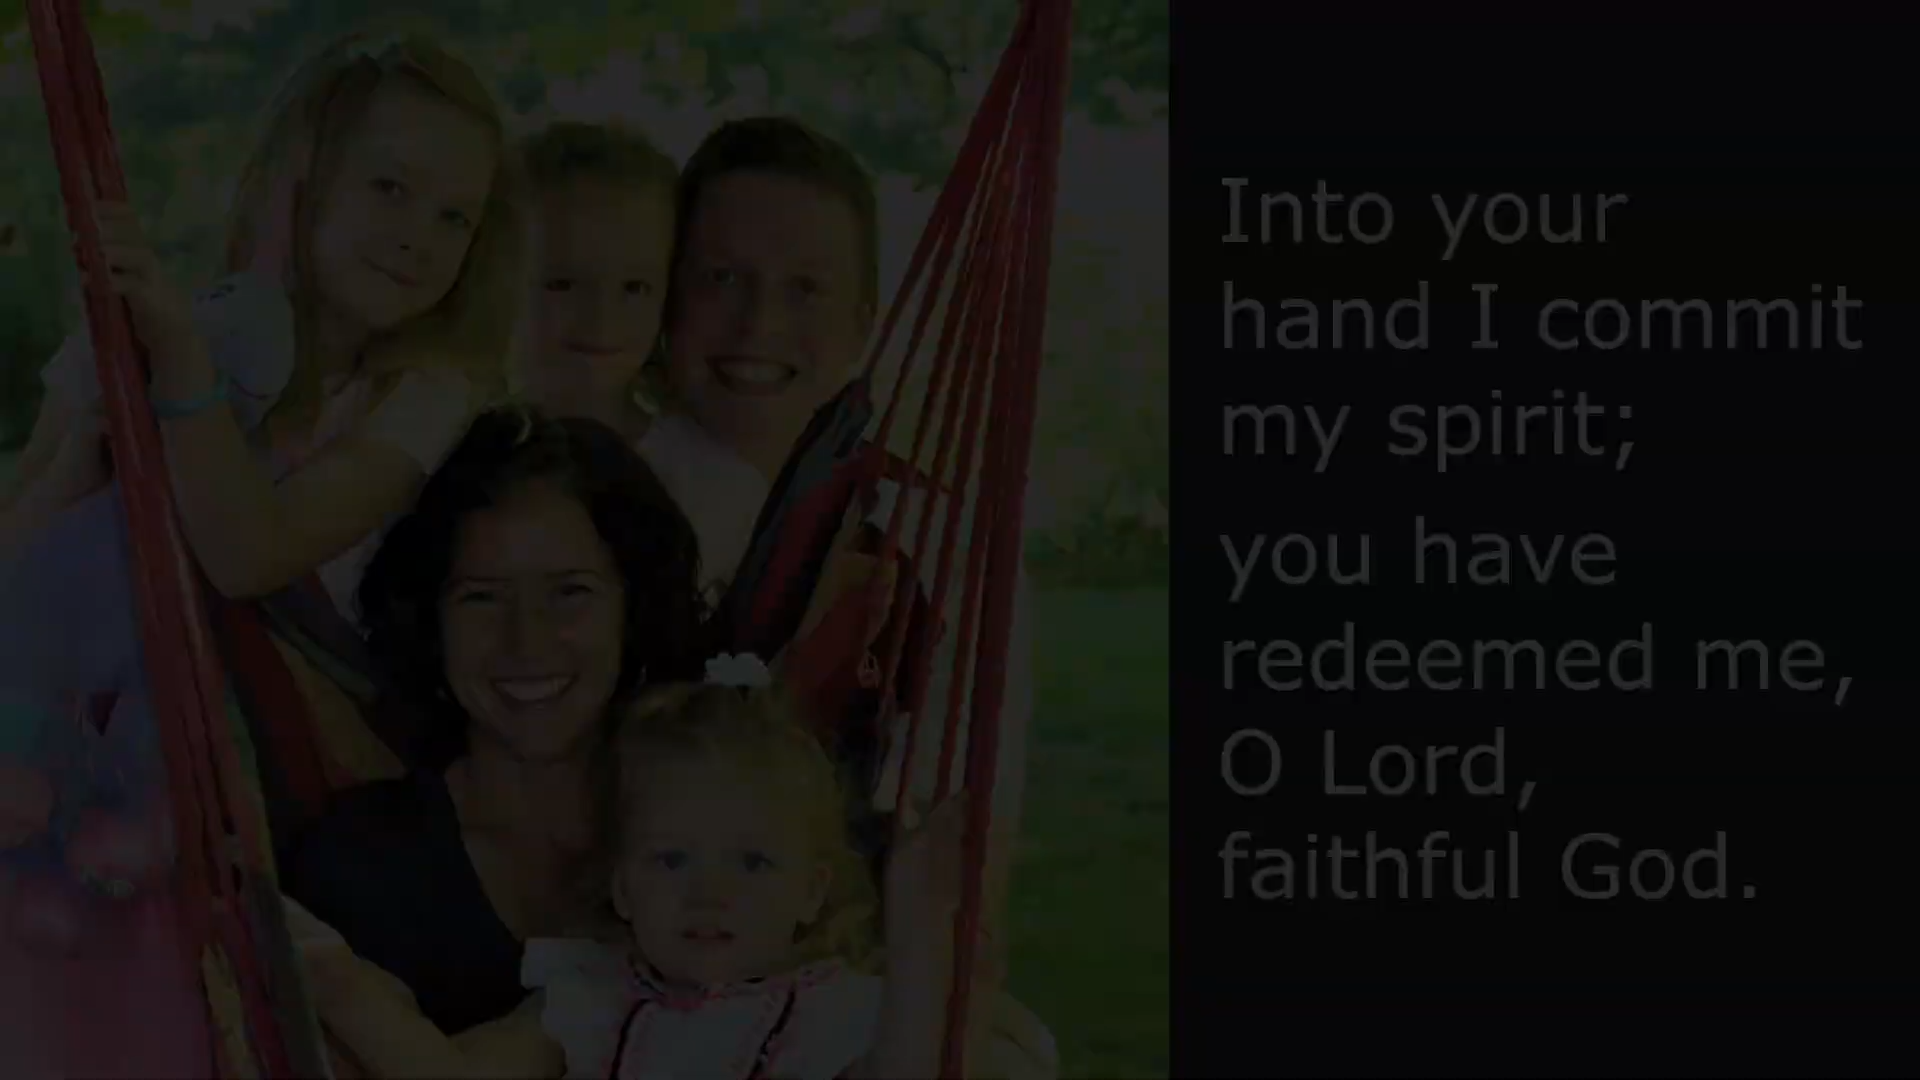 Into your
hand I commit
my spirit;
you have
redeemed me,
O Lord,
faithful God.